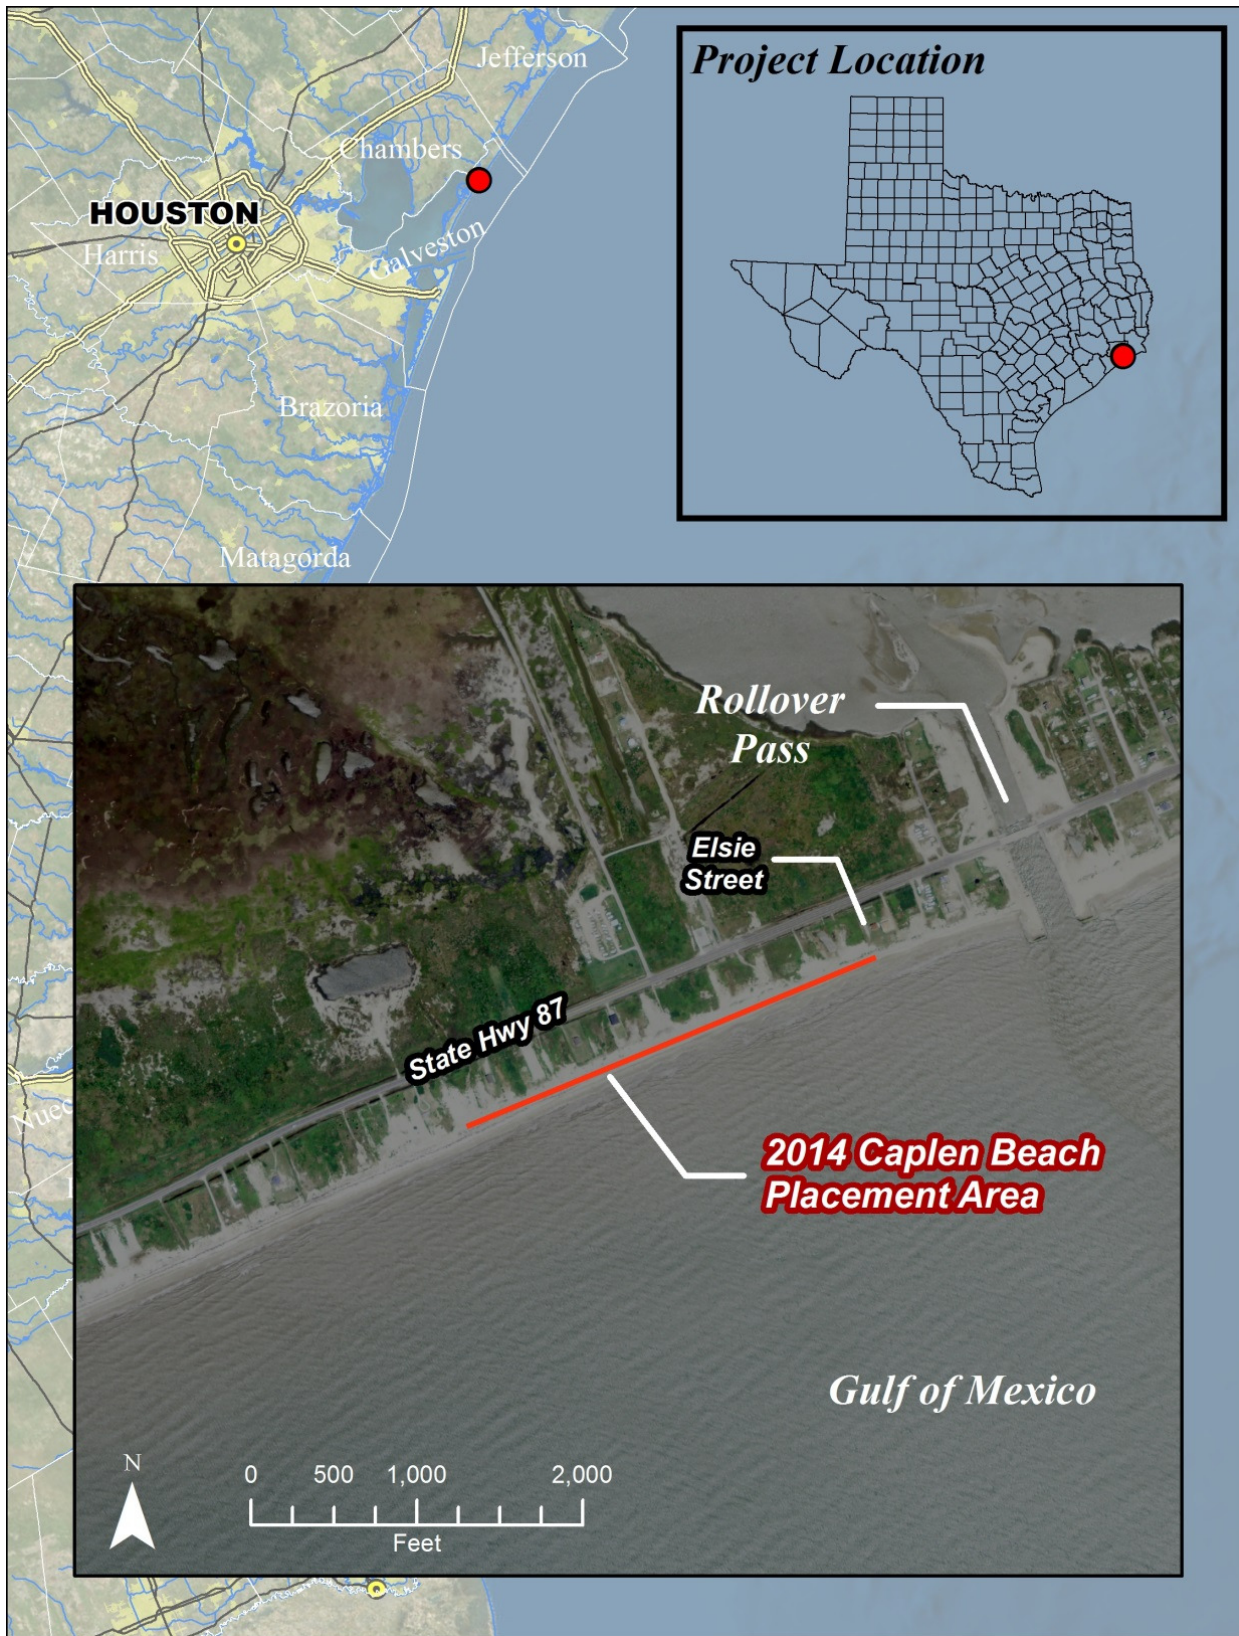 Jefferson
Project Location
Chambers
HOUSTON
Harris
Galveston
Brazoria
Matagorda
Rollover
Pass
Elsie
Street
State Hwy 87
2014 Caplen Beach
Placement Area
Gulf of Mexico
N
0 500 1,000 2,000
Feet